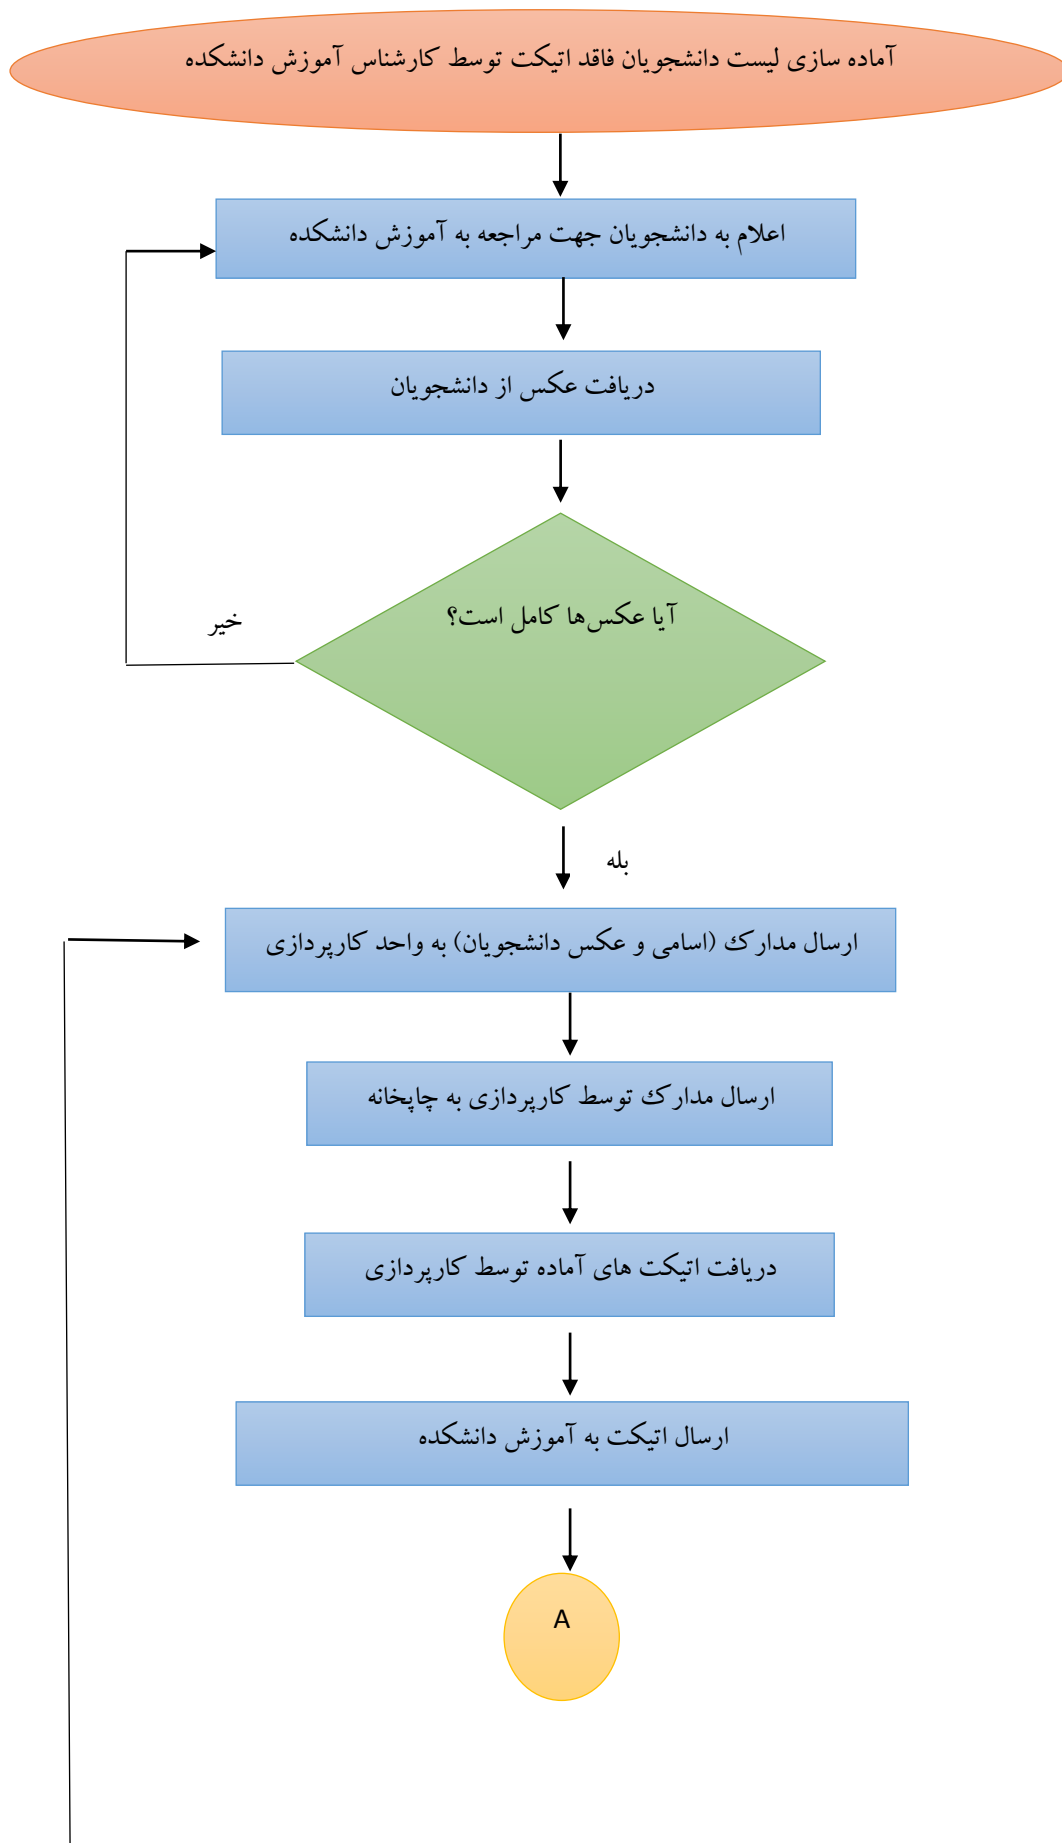 آماده سازی لیست دانشجویان فاقد اتیکت توسط کارشناس آموزش دانشکده
اعلام به دانشجویان جهت مراجعه به آموزش دانشکده
دریافت عکس از دانشجویان
آیا عکس‌ها کامل است؟
خیر
بله
ارسال مدارک (اسامی و عکس دانشجویان) به واحد کارپردازی
ارسال مدارک توسط کارپردازی به چاپخانه
دریافت اتیکت های آماده توسط کارپردازی
ارسال اتیکت به آموزش دانشکده
A